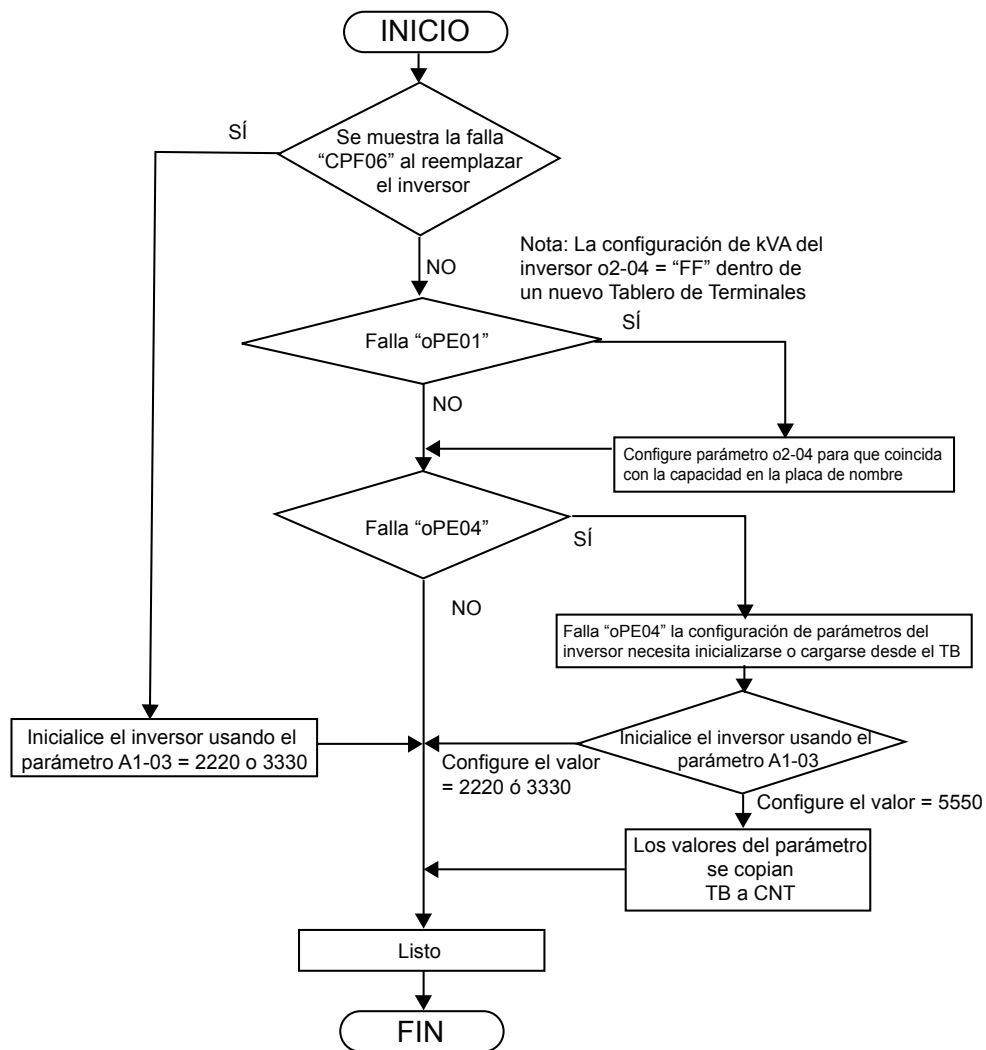 INICIO
SÍ
Se muestra la falla
“CPF06” al reemplazar
el inversor
NO
Nota: La configuración de kVA del
inversor o2-04 = “FF” dentro de
un nuevo Tablero de Terminales
SÍ
Falla “oPE01”
NO
Configure parámetro o2-04 para que coincida
con la capacidad en la placa de nombre
Falla “oPE04”
SÍ
NO
Falla “oPE04” la configuración de parámetros del
inversor necesita inicializarse o cargarse desde el TB
Inicialice el inversor usando el
parámetro A1-03 = 2220 o 3330
Inicialice el inversor usando el
parámetro A1-03
Configure el valor
= 2220 ó 3330
Configure el valor = 5550
Los valores del parámetro
se copian
TB a CNT
Listo
FIN